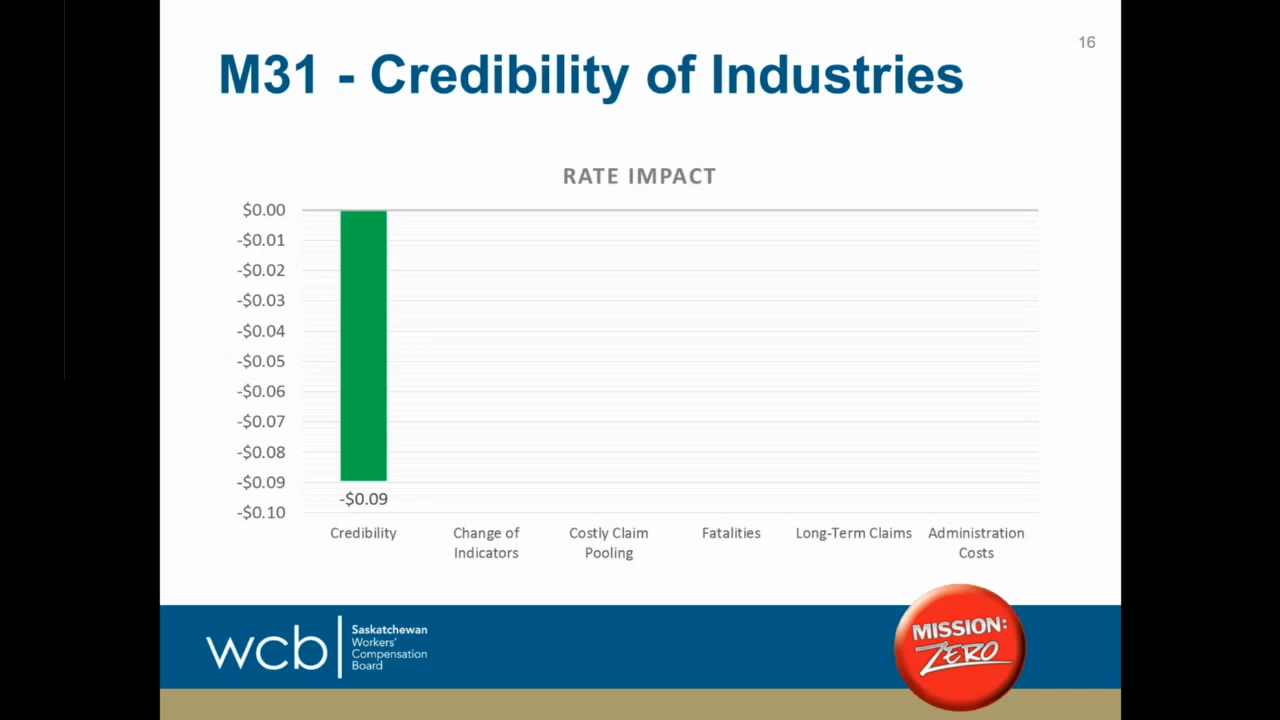 16
M31 - Credibility of Industries
RATE IMPACT
$0.00
-$0.01
-$0.02
-$0.03
-$0.04
-$0.05
-$0.06
-$0.07
-$0.08
-$0.09
-$0.10
-$0.09
Credibility
Change of
Indicators
Costly Claim
Pooling
Fatalities
Long-Term Claims
Administration
Costs
wcb
Saskatchewan
Workers'
Compensation
Board
MISSION:
ZERO